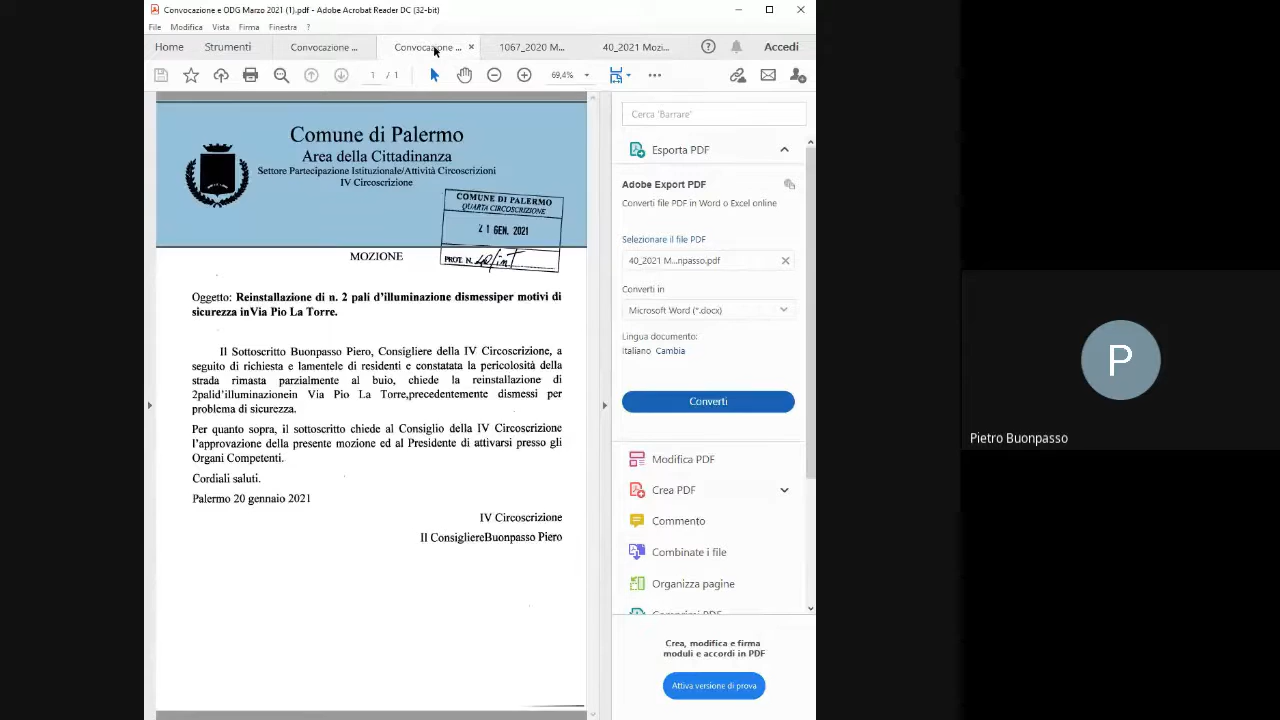 Convocazione e ODG Marzo 2021 (1).pdf - Adobe Acrobat Reader DC (32-bit)
File Modifica Vista Firma Finestra ?
Home Strumenti Convocazione ... Convocazione ... × 1067_2020 M... 40_2021 Mozi... Accedi
1 / 1 69,4%
Comune di Palermo
Area della Cittadinanza
Settore Partecipazione Istituzionale/Attività Circoscrizioni
IV Circoscrizione
COMUNE DI PALERMO
QUARTA CIRCOSCRIZIONE
21 GEN. 2021
PROT. N. 40/int
MOZIONE
Oggetto: Reinstallazione di n. 2 pali d'illuminazione dismessiper motivi di
sicurezza inVia Pio La Torre.
Il Sottoscritto Buonpasso Piero, Consigliere della IV Circoscrizione, a
seguito di richiesta e lamentele di residenti e constatata la pericolosità della
strada rimasta parzialmente al buio, chiede la reinstallazione di
2palid'illuminazionein Via Pio La Torre,precedentemente dismessi per
problema di sicurezza.
Per quanto sopra, il sottoscritto chiede al Consiglio della IV Circoscrizione
l'approvazione della presente mozione ed al Presidente di attivarsi presso gli
Organi Competenti.
Cordiali saluti.
Palermo 20 gennaio 2021
IV Circoscrizione
Il ConsigliereBuonpasso Piero
Cerca 'Barrare'
Esporta PDF
Adobe Export PDF
Converti file PDF in Word o Excel online
Selezionare il file PDF
40_2021 M...npasso.pdf
Converti in
Microsoft Word (*.docx)
Lingua documento:
Italiano Cambia
Converti
Modifica PDF
Crea PDF
Commento
Combinate i file
Organizza pagine
Comprimi PDF
Crea, modifica e firma
moduli e accordi in PDF
Attiva versione di prova
P
Pietro Buonpasso